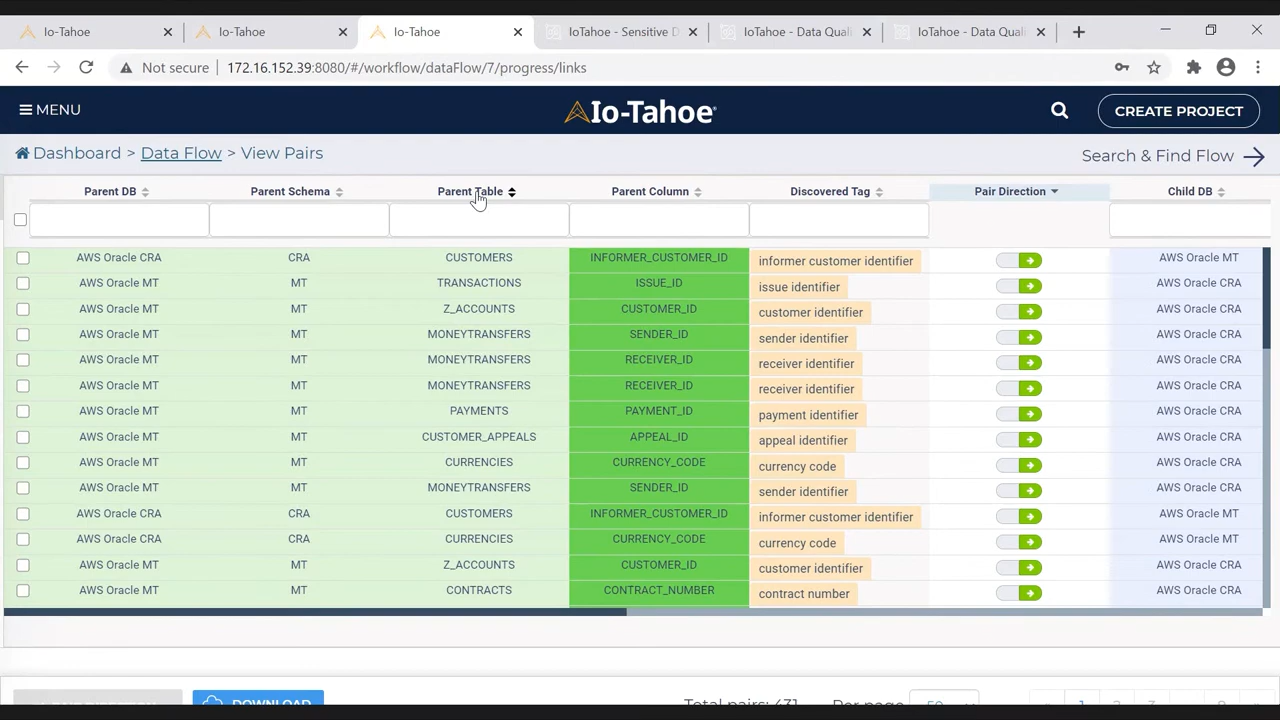 Io-Tahoe
Io-Tahoe
Io-Tahoe
IoTahoe - Sensitive D
IoTahoe - Data Quali
IoTahoe - Data Quali
Not secure 172.16.152.39:8080/#/workflow/dataFlow/7/progress/links
MENU
Io-Tahoe
CREATE PROJECT
Dashboard > Data Flow > View Pairs
Search & Find Flow
Parent DB Parent Schema Parent Table Parent Column Discovered Tag Pair Direction Child DB
AWS Oracle CRA CRA CUSTOMERS INFORMER_CUSTOMER_ID informer customer identifier AWS Oracle MT
AWS Oracle MT MT TRANSACTIONS ISSUE_ID issue identifier AWS Oracle CRA
AWS Oracle MT MT Z_ACCOUNTS CUSTOMER_ID customer identifier AWS Oracle CRA
AWS Oracle MT MT MONEYTRANSFERS SENDER_ID sender identifier AWS Oracle CRA
AWS Oracle MT MT MONEYTRANSFERS RECEIVER_ID receiver identifier AWS Oracle CRA
AWS Oracle MT MT MONEYTRANSFERS RECEIVER_ID receiver identifier AWS Oracle CRA
AWS Oracle MT MT PAYMENTS PAYMENT_ID payment identifier AWS Oracle CRA
AWS Oracle MT MT CUSTOMER_APPEALS APPEAL_ID appeal identifier AWS Oracle CRA
AWS Oracle MT MT CURRENCIES CURRENCY_CODE currency code AWS Oracle CRA
AWS Oracle MT MT MONEYTRANSFERS SENDER_ID sender identifier AWS Oracle CRA
AWS Oracle CRA CRA CUSTOMERS INFORMER_CUSTOMER_ID informer customer identifier AWS Oracle MT
AWS Oracle CRA CRA CURRENCIES CURRENCY_CODE currency code AWS Oracle MT
AWS Oracle MT MT Z_ACCOUNTS CUSTOMER_ID customer identifier AWS Oracle CRA
AWS Oracle MT MT CONTRACTS CONTRACT_NUMBER contract number AWS Oracle CRA
DOWNLOAD Total pairs: 431 Per page 50